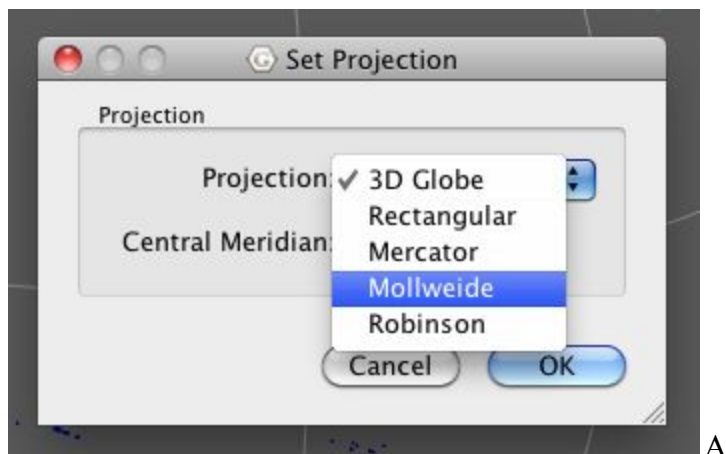 Set Projection
Projection
Projection:
✓ 3D Globe
Rectangular
Central Meridian:
Mercator
Mollweide
Robinson
Cancel
OK
A